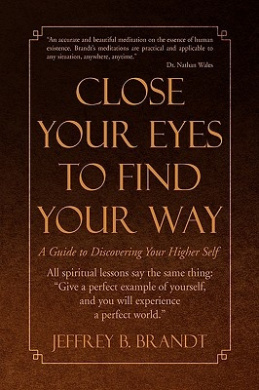 "An accurate and beautiful meditation on the essence of human
existence. Brandt's meditations are practical and applicable to
any situation, anywhere, anytime."
Dr. Nathan Wales
CLOSE
YOUR EYES
TO FIND
YOUR WAY
A Guide to Discovering Your Higher Self
All spiritual lessons say the same thing:
"Give a perfect example of yourself,
and you will experience
a perfect world."
JEFFREY B. BRANDT